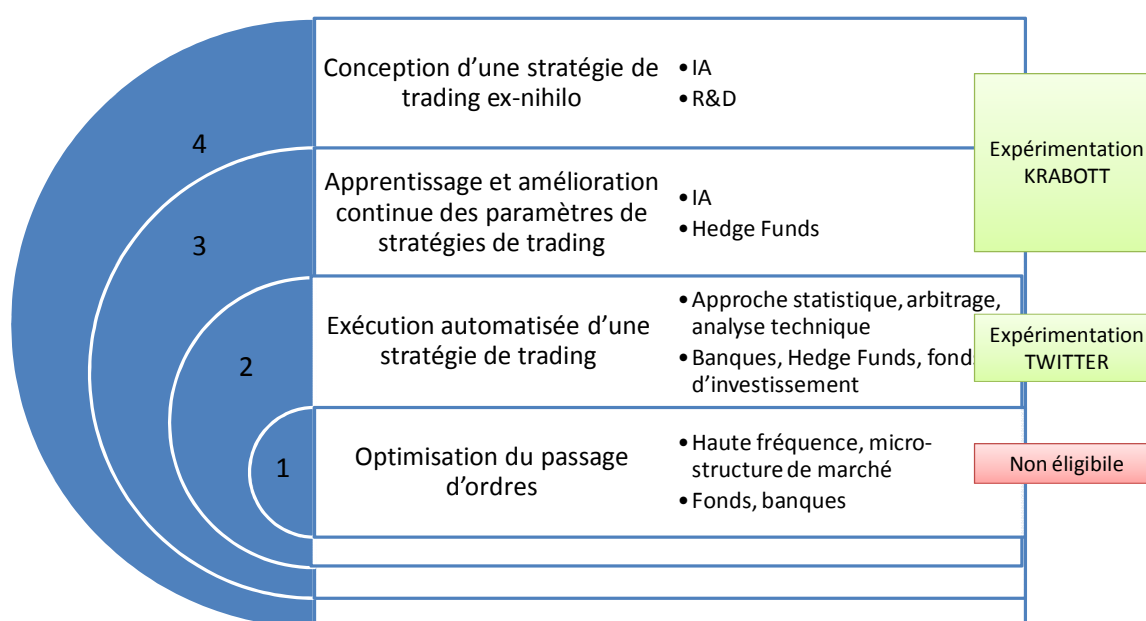 4
Conception d'une stratégie de
trading ex-nihilo
• IA
• R&D
Expérimentation
KRABOTT
3
Apprentissage et amélioration
continue des paramètres de
stratégies de trading
• IA
• Hedge Funds
2
Exécution automatisée d'une
stratégie de trading
• Approche statistique, arbitrage,
analyse technique
• Banques, Hedge Funds, fond
d'investissement
Expérimentation
TWITTER
1
Optimisation du passage
d'ordres
• Haute fréquence, micro-
structure de marché
• Fonds, banques
Non éligibile